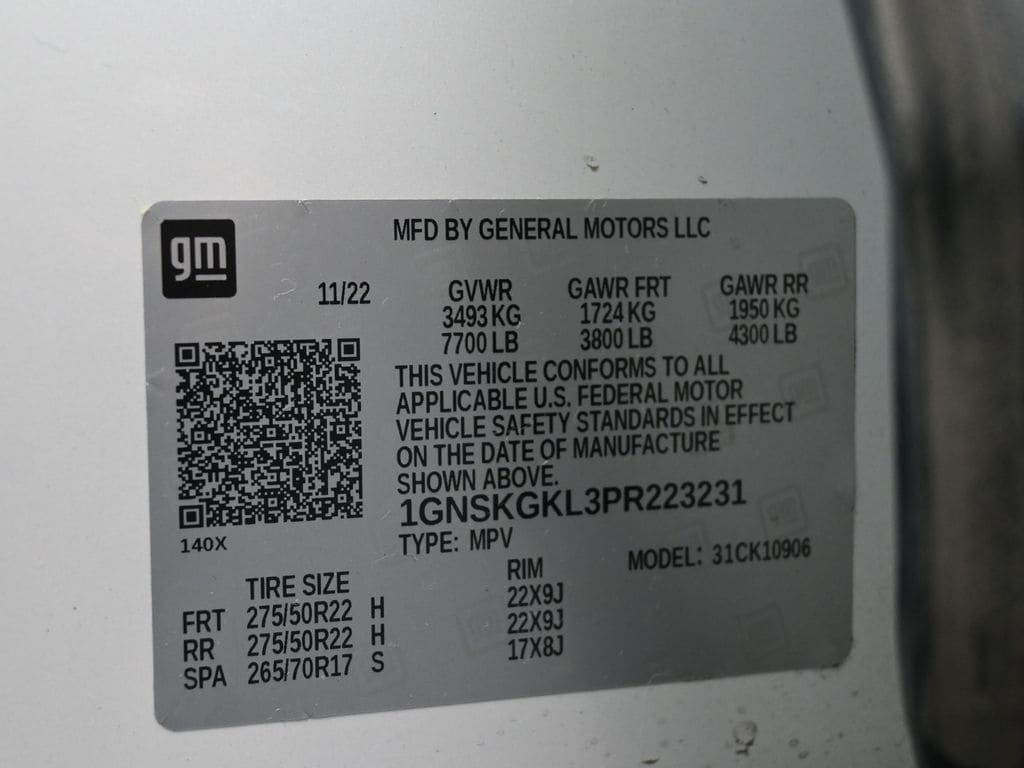 gm
MFD BY GENERAL MOTORS LLC
11/22 GVWR GAWR FRT GAWR RR
3493 KG 1724 KG 1950 KG
7700 LB 3800 LB 4300 LB
THIS VEHICLE CONFORMS TO ALL
APPLICABLE U.S. FEDERAL MOTOR
VEHICLE SAFETY STANDARDS IN EFFECT
ON THE DATE OF MANUFACTURE
SHOWN ABOVE.
1GNSKGKL3PR223231
140X
TYPE: MPV MODEL: 31CK10906
TIRE SIZE RIM
FRT 275/50R22 H 22X9J
RR 275/50R22 H 22X9J
SPA 265/70R17 S 17X8J